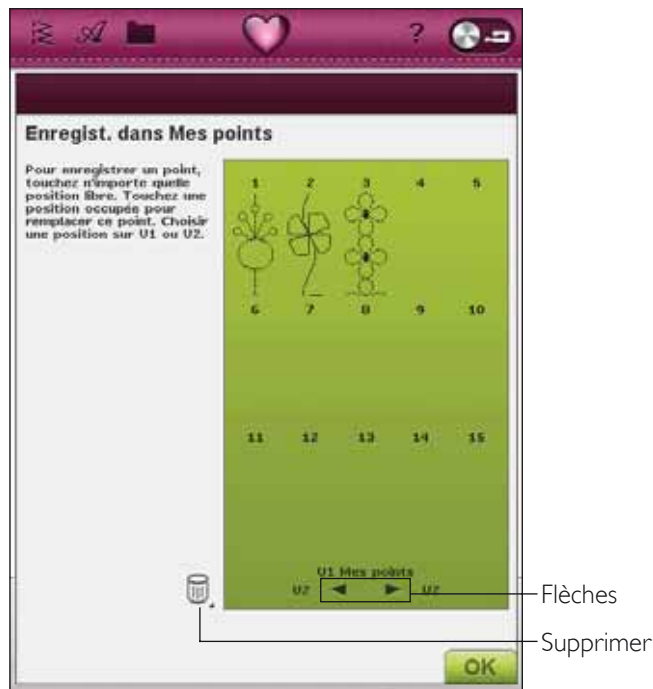 ?
Enregist. dans Mes points
Pour enregistrer un point,
touchez n'importe quelle
position libre. Touchez une
position occupée pour
remplacer ce point. Choisir
une position sur U1 ou U2.
1 2 3 4 5
6 7 8 9 10
11 12 13 14 15
U1 Mes points
U2 U2
Flèches
Supprimer
OK